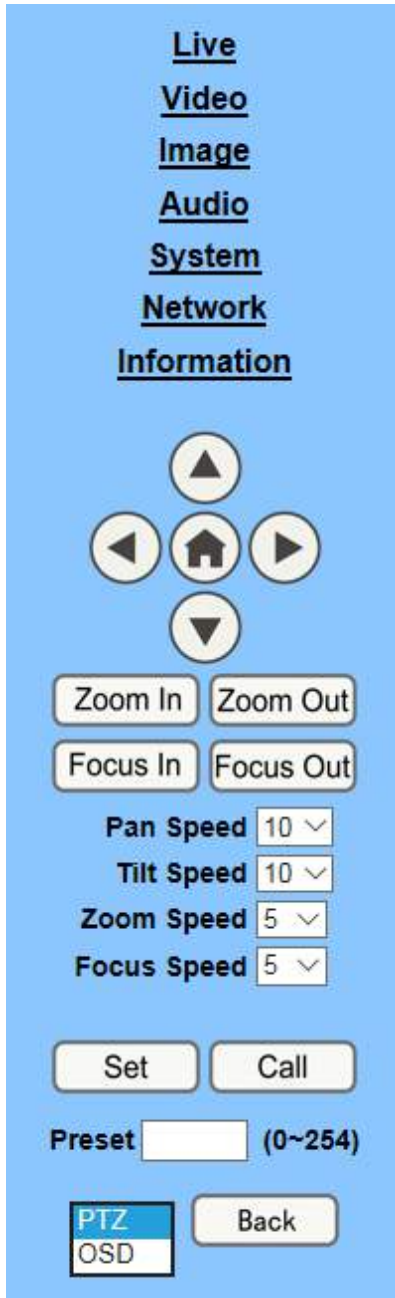 Live
Video
Image
Audio
System
Network
Information
Zoom In Zoom Out
Focus In Focus Out
Pan Speed 10
Tilt Speed 10
Zoom Speed 5
Focus Speed 5
Set Call
Preset (0~254)
PTZ Back
OSD